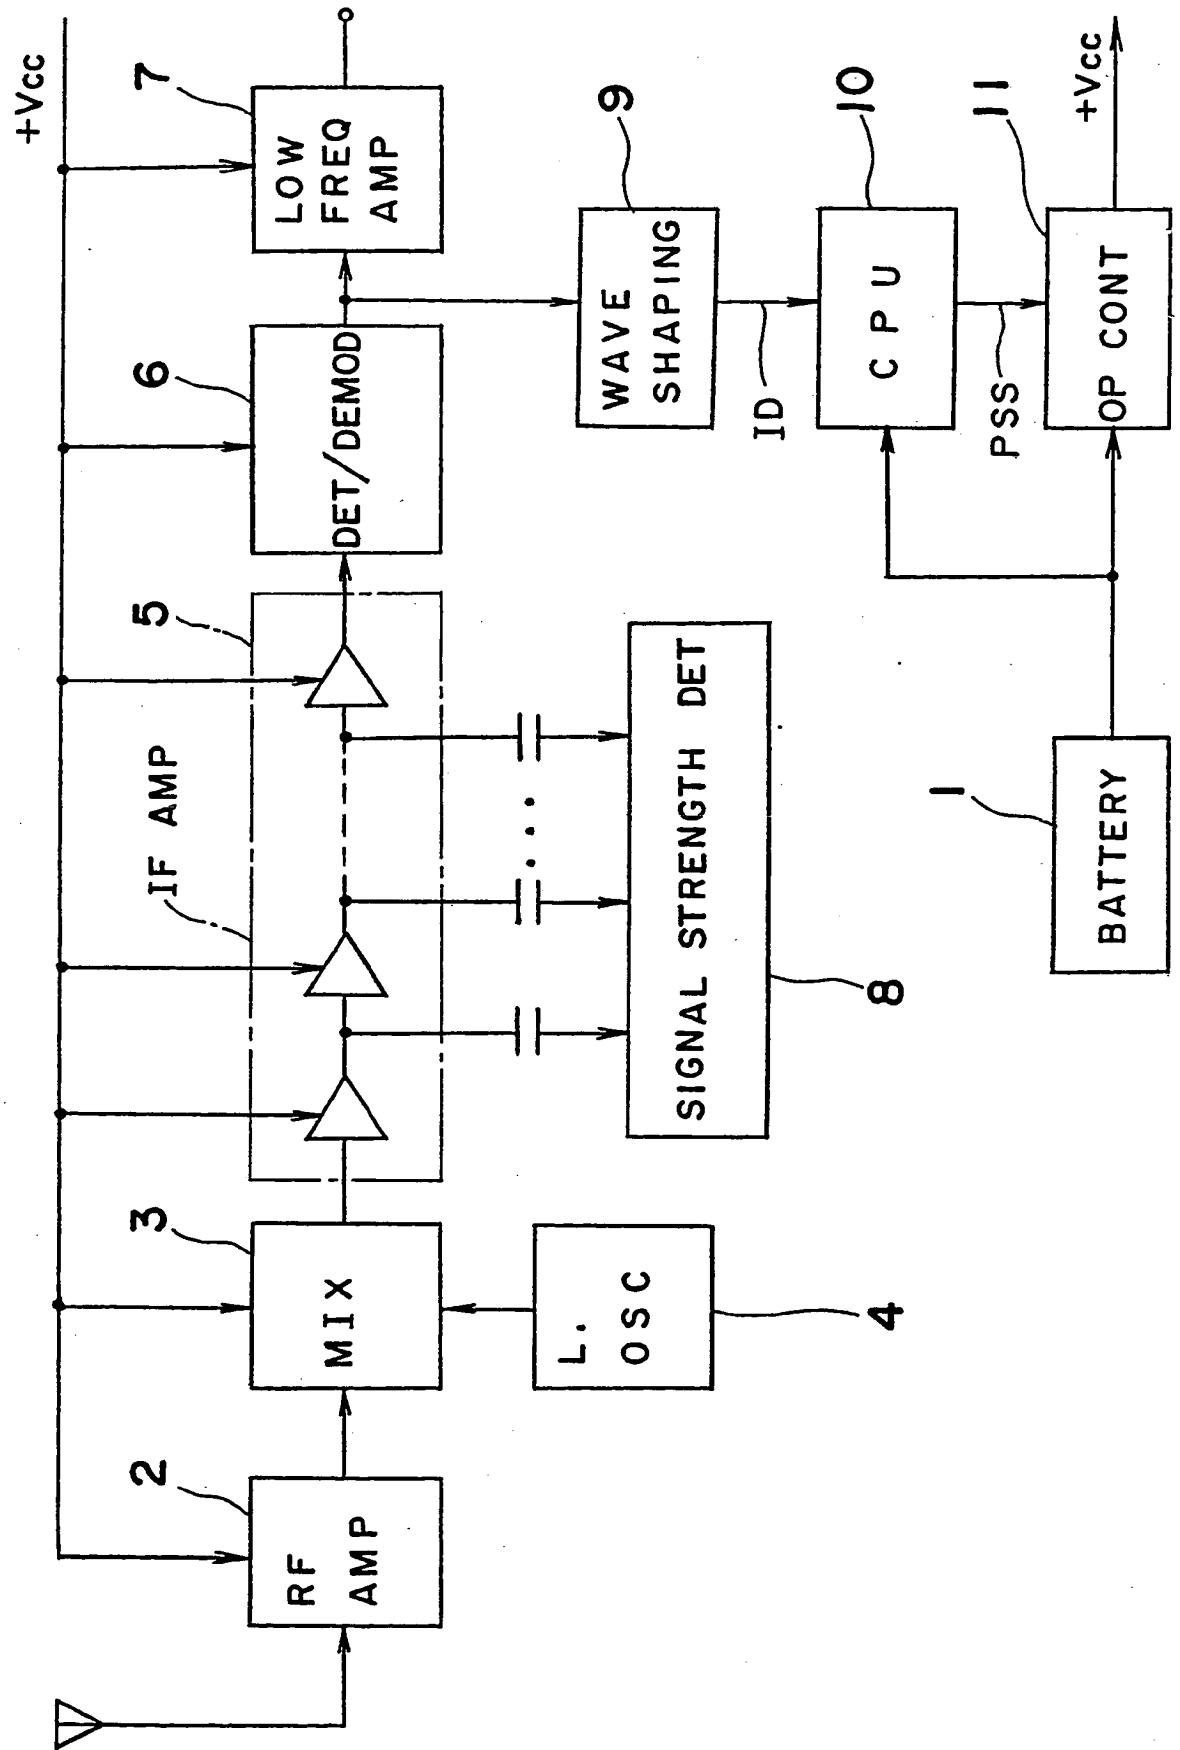 +Vcc
2
RF
AMP
3
MIX
L.
OSC
4
IF AMP
5
6
DET/DEMOD
7
LOW
FREQ
AMP
SIGNAL STRENGTH DET
8
9
WAVE
SHAPING
ID
10
CPU
PSS
11
OP CONT
+Vcc
1
BATTERY